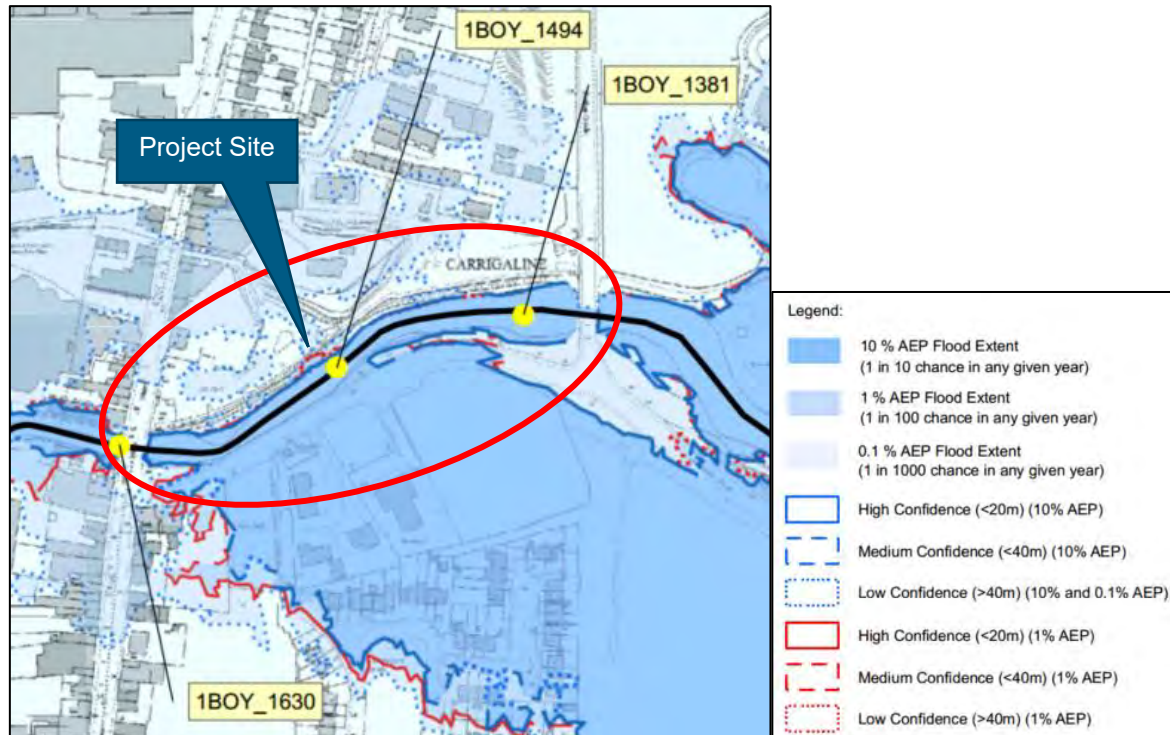 1BOY_1494
1BOY_1381
Project Site
CARRIGALINE
1BOY_1630
Legend:
10 % AEP Flood Extent
(1 in 10 chance in any given year)
1 % AEP Flood Extent
(1 in 100 chance in any given year)
0.1 % AEP Flood Extent
(1 in 1000 chance in any given year)
High Confidence (<20m) (10% AEP)
Medium Confidence (<40m) (10% AEP)
Low Confidence (>40m) (10% and 0.1% AEP)
High Confidence (<20m) (1% AEP)
Medium Confidence (<40m) (1% AEP)
Low Confidence (>40m) (1% AEP)